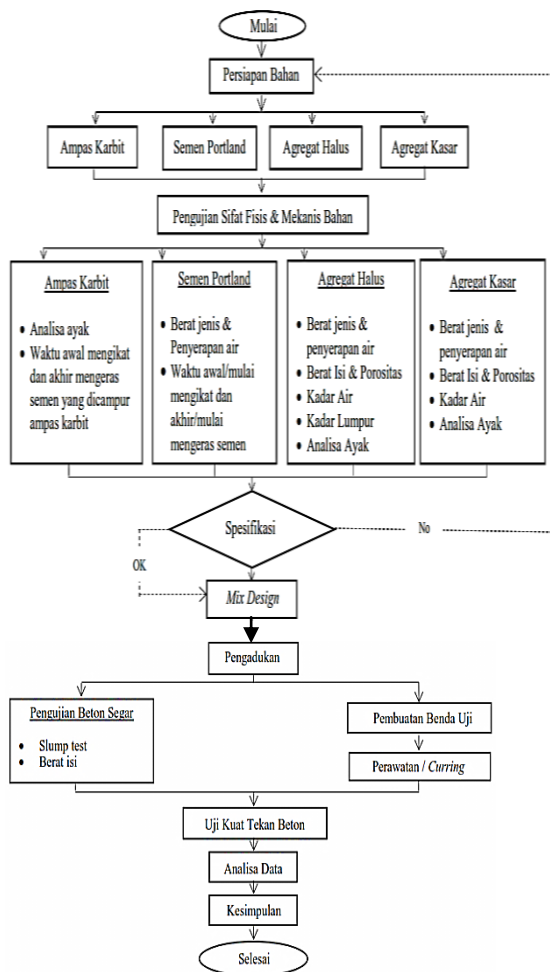 Mulai
Persiapan Bahan
Ampas Karbit
Semen Portland
Agregat Halus
Agregat Kasar
Pengujian Sifat Fisis & Mekanis Bahan
Ampas Karbit
• Analisa ayak
• Waktu awal mengikat
dan akhir mengeras
semen yang dicampur
ampas karbit
Semen Portland
• Berat jenis &
Penyerapan air
• Waktu awal/mulai
mengikat dan
akhir/mulai
mengeras semen
Agregat Halus
• Berat jenis &
penyerapan air
• Berat Isi & Porositas
• Kadar Air
• Kadar Lumpur
• Analisa Ayak
Agregat Kasar
• Berat jenis &
penyerapan air
• Berat Isi & Porositas
• Kadar Air
• Analisa Ayak
Spesifikasi
No
OK
Mix Design
Pengadukan
Pengujian Beton Segar
• Slump test
• Berat isi
Pembuatan Benda Uji
Perawatan / Curring
Uji Kuat Tekan Beton
Analisa Data
Kesimpulan
Selesai